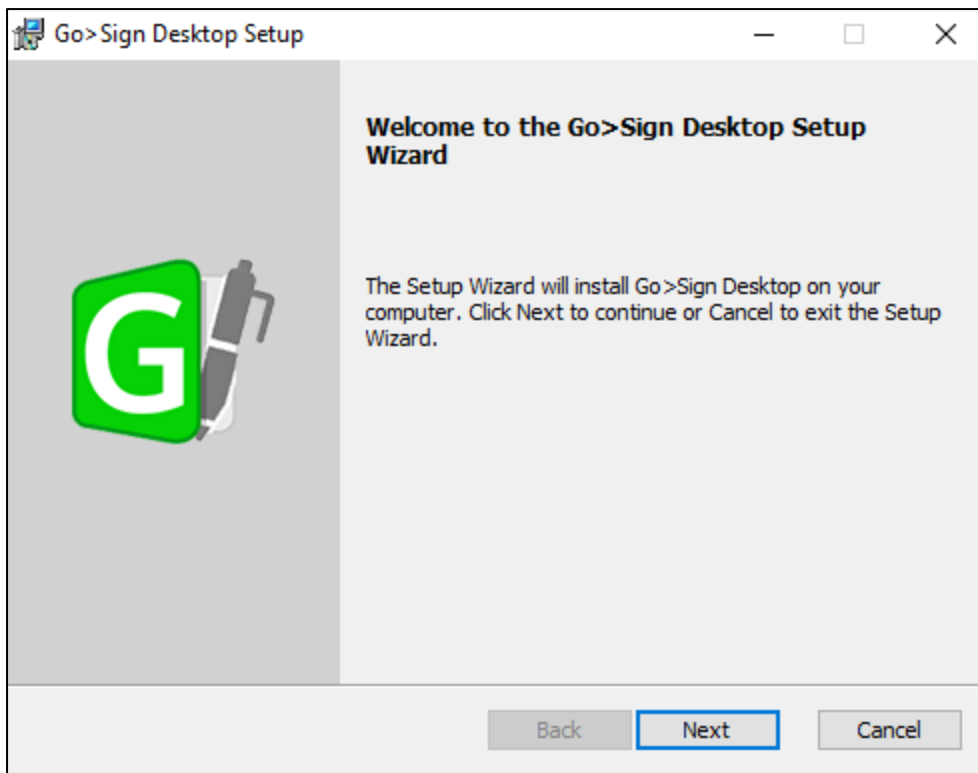 Go>Sign Desktop Setup
Welcome to the Go>Sign Desktop Setup
Wizard
G
The Setup Wizard will install Go>Sign Desktop on your
computer. Click Next to continue or Cancel to exit the Setup
Wizard.
Back
Next
Cancel